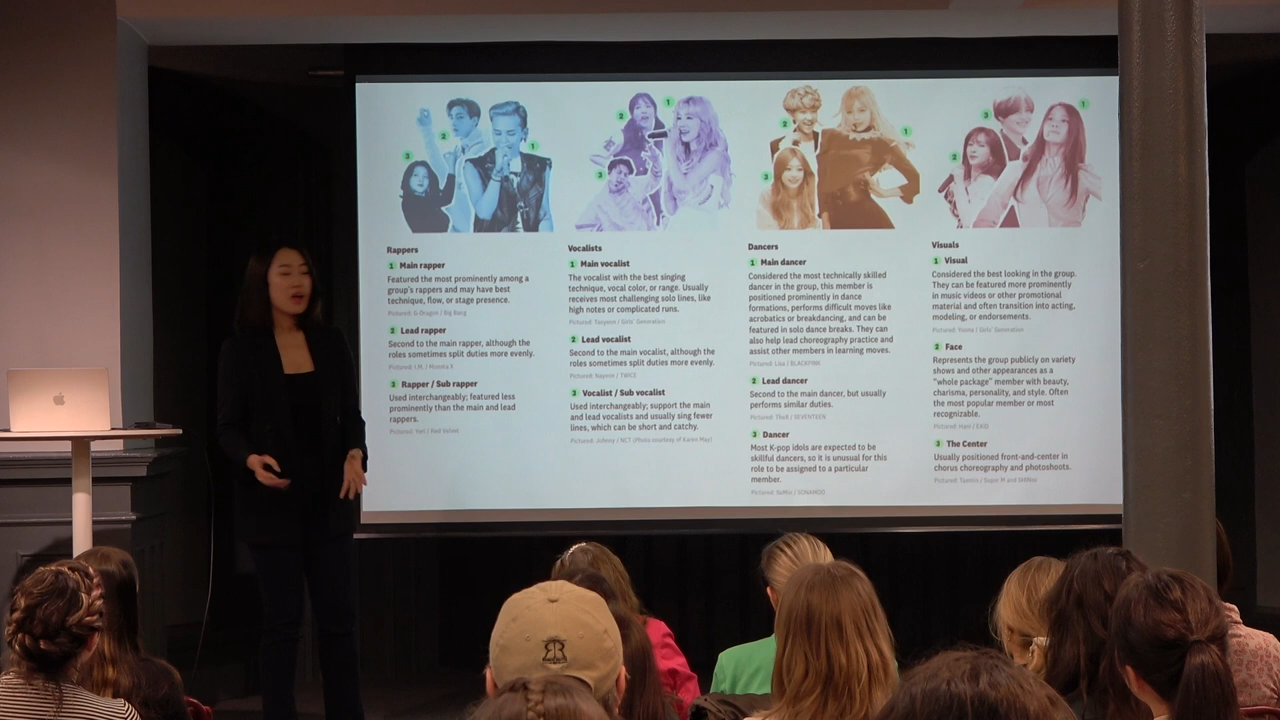 Rappers
1 Main rapper
Featured the most prominently among a
group's rappers and may have best
technique, flow, or stage presence.
Pictured: G-Dragon / Big Bang
2 Lead rapper
Second to the main rapper, although the
roles sometimes split duties more evenly.
Pictured: I.M. / Monsta X
3 Rapper / Sub rapper
Used interchangeably; featured less
prominently than the main and lead
rappers.
Pictured: Yeri / Red Velvet
Vocalists
1 Main vocalist
The vocalist with the best singing
technique, vocal color, or range. Usually
receives most challenging solo lines, like
high notes or complicated runs.
Pictured: Taeyeon / Girls' Generation
2 Lead vocalist
Second to the main vocalist, although the
roles sometimes split duties more evenly.
Pictured: Nayeon / TWICE
3 Vocalist / Sub vocalist
Used interchangeably; support the main
and lead vocalists and usually sing fewer
lines, which can be short and catchy.
Pictured: Johnny / NCT (Photo courtesy of Karen May)
Dancers
1 Main dancer
Considered the most technically skilled
dancer in the group, this member is
positioned prominently in dance
formations, performs difficult moves like
acrobatics or breakdancing, and can be
featured in solo dance breaks. They can
also help lead choreography practice and
assist other members in learning moves.
Pictured: Lisa / BLACKPINK
2 Lead dancer
Second to the main dancer, but usually
performs similar duties.
Pictured: The8 / SEVENTEEN
3 Dancer
Most K-pop idols are expected to be
skillful dancers, so it is unusual for this
role to be assigned to a particular
member.
Pictured: SuMin / SONAMOO
Visuals
1 Visual
Considered the best looking in the group.
They can be featured more prominently
in music videos or other promotional
material and often transition into acting,
modeling, or endorsements.
Pictured: Yoona / Girls' Generation
2 Face
Represents the group publicly on variety
shows and other appearances as a
"whole package" member with beauty,
charisma, personality, and style. Often
the most popular member or most
recognizable.
Pictured: Hani / EXID
3 The Center
Usually positioned front-and-center in
chorus choreography and photoshoots.
Pictured: Taemin / Super M and SHINee